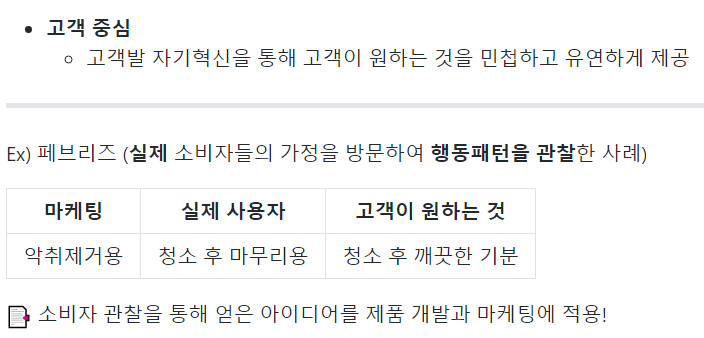 고객 중심
고객발 자기혁신을 통해 고객이 원하는 것을 민첩하고 유연하게 제공
Ex) 페브리즈 (실제 소비자들의 가정을 방문하여 행동패턴을 관찰한 사례)
마케팅 실제 사용자 고객이 원하는 것
악취제거용 청소 후 마무리용 청소 후 깨끗한 기분
소비자 관찰을 통해 얻은 아이디어를 제품 개발과 마케팅에 적용!